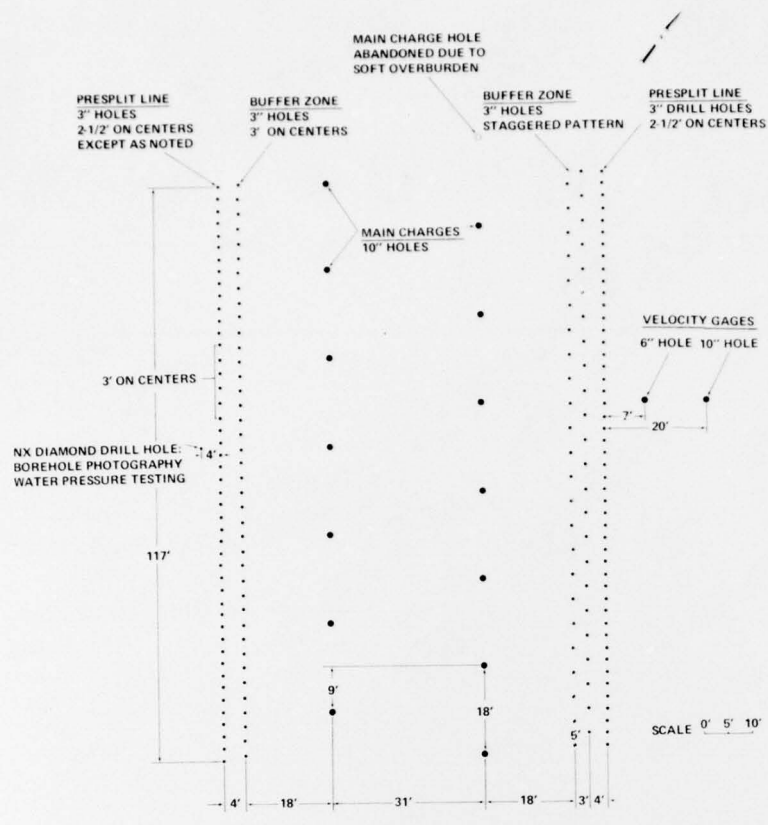 MAIN CHARGE HOLE
ABANDONED DUE TO
SOFT OVERBURDEN
PRESPLIT LINE
3" HOLES
2-1/2' ON CENTERS
EXCEPT AS NOTED
BUFFER ZONE
3" HOLES
3' ON CENTERS
BUFFER ZONE
3" HOLES
STAGGERED PATTERN
PRESPLIT LINE
3" DRILL HOLES
2-1/2' ON CENTERS
MAIN CHARGES
10" HOLES
VELOCITY GAGES
6" HOLE 10" HOLE
3' ON CENTERS
7'
20'
NX DIAMOND DRILL HOLE:
BOREHOLE PHOTOGRAPHY
WATER PRESSURE TESTING
4'
117'
9'
18'
5'
SCALE 0' 5' 10'
4' 18' 31' 18' 3' 4'